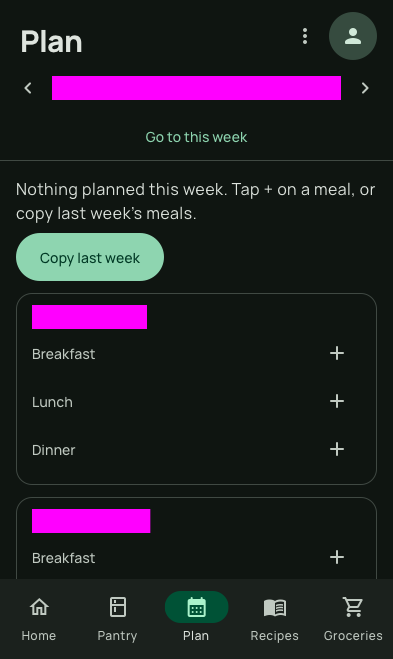 Plan
Go to this week
Nothing planned this week. Tap + on a meal, or
copy last week's meals.
Copy last week
Breakfast
Lunch
Dinner
Breakfast
Home
Pantry
Plan
Recipes
Groceries